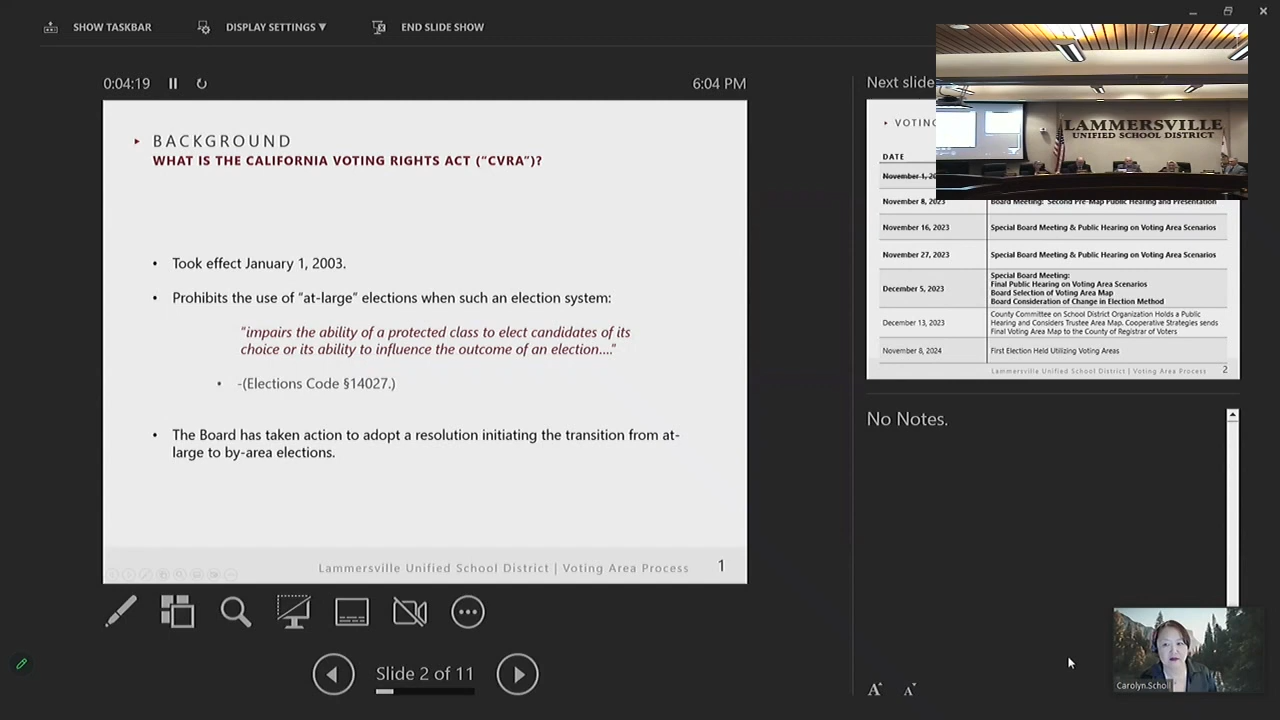 SHOW TASKBAR
DISPLAY SETTINGS ▼
END SLIDE SHOW
0:04:19
6:04 PM
BACKGROUND
WHAT IS THE CALIFORNIA VOTING RIGHTS ACT ("CVRA")?
• Took effect January 1, 2003.
• Prohibits the use of "at-large" elections when such an election system:
"impairs the ability of a protected class to elect candidates of its
choice or its ability to influence the outcome of an election...."
• -(Elections Code §14027.)
• The Board has taken action to adopt a resolution initiating the transition from at-
large to by-area elections.
Lammersville Unified School District | Voting Area Process
1
Slide 2 of 11
Next slide
LAMMERSVILLE
UNIFIED SCHOOL DISTRICT
DATE
November 8, 2023 Board Meeting: Second Pre-Map Public Hearing and Presentation
November 16, 2023 Special Board Meeting & Public Hearing on Voting Area Scenarios
November 27, 2023 Special Board Meeting & Public Hearing on Voting Area Scenarios
December 5, 2023 Special Board Meeting:
Final Public Hearing on Voting Area Scenarios
Board Selection of Voting Area Map
Board Consideration of Change in Election Method
December 13, 2023 County Committee on School District Organization Holds a Public
Hearing and Considers Trustee Area Map. Cooperative Strategies sends
Final Voting Area Map to the County of Registrar of Voters
November 8, 2024 First Election Held Utilizing Voting Areas
Lammersville Unified School District | Voting Area Process
2
No Notes.